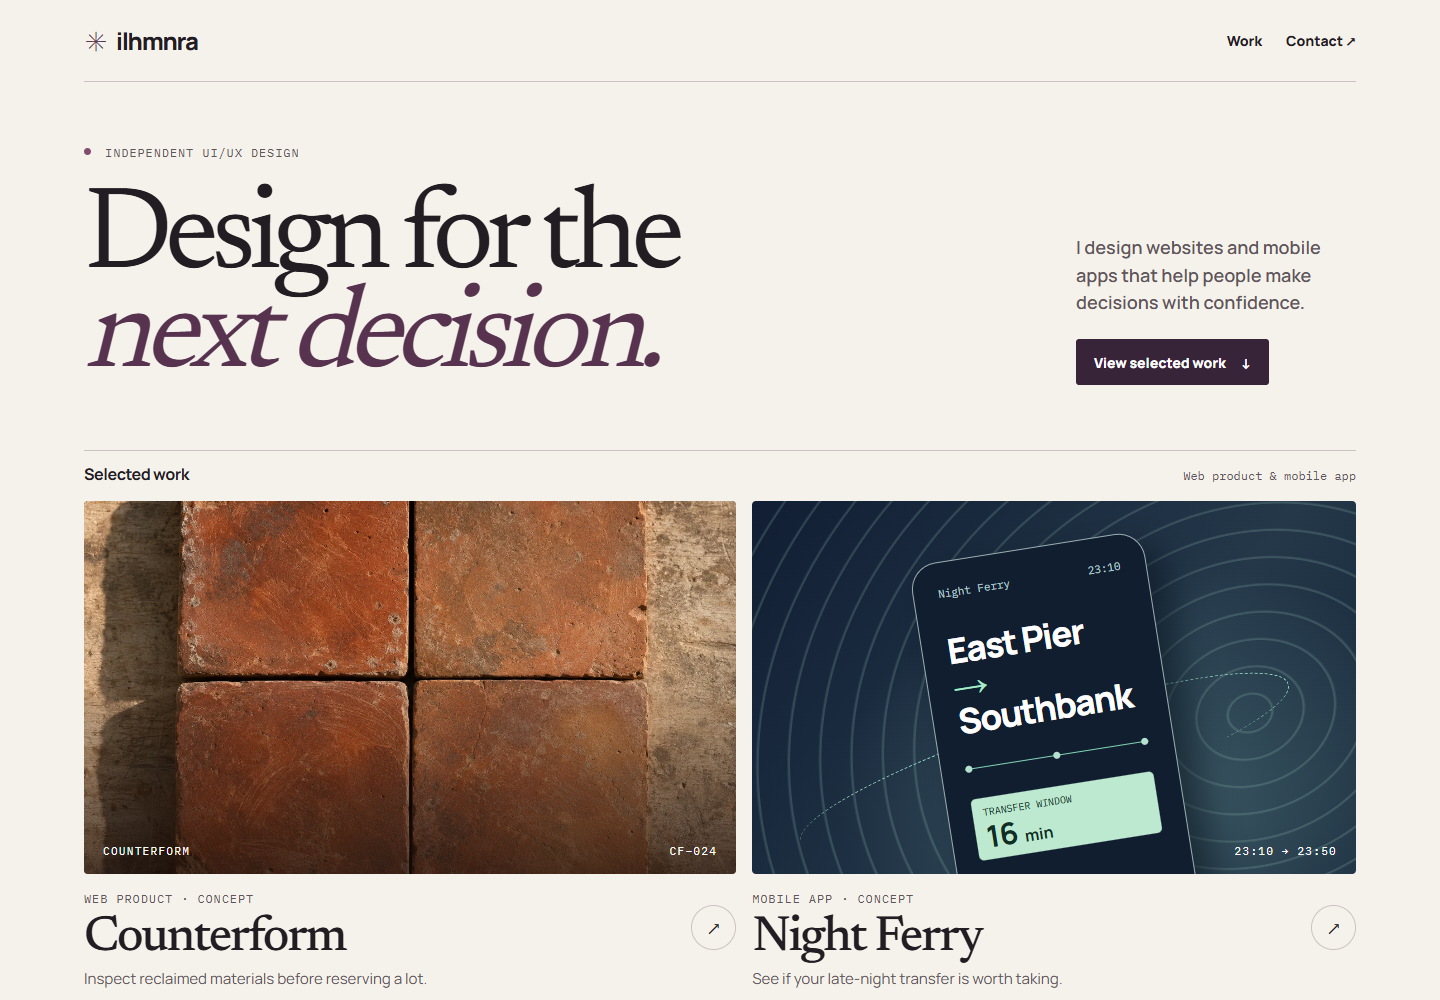 ilhmnra
Work
Contact ↗
INDEPENDENT UI/UX DESIGN
Design for the
next decision.
I design websites and mobile
apps that help people make
decisions with confidence.
View selected work ↓
Selected work
Web product & mobile app
COUNTERFORM
CF–024
Night Ferry
23:10
East Pier
→
Southbank
TRANSFER WINDOW
16 min
23:10 → 23:50
WEB PRODUCT · CONCEPT
Counterform
↗
Inspect reclaimed materials before reserving a lot.
MOBILE APP · CONCEPT
Night Ferry
↗
See if your late-night transfer is worth taking.